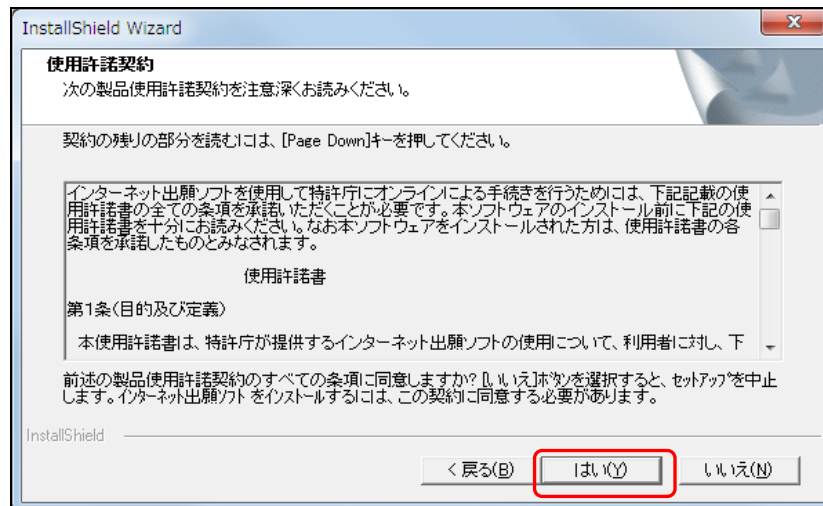 InstallShield Wizard
使用許諾契約
次の製品使用許諾契約を注意深くお読みください。
契約の残りの部分を読むには、[Page Down]キーを押してください。
インターネット出願ソフトを使用して特許庁にオンラインによる手続きを行うためには、下記記載の使
用許諾書の全ての条項を承諾いただくことが必要です。本ソフトウェアのインストール前に下記の使
用許諾書を十分にお読みください。なお本ソフトウェアをインストールされた方は、使用許諾書の各
条項を承諾したものとみなされます。
使用許諾書
第1条(目的及び定義)
本使用許諾書は、特許庁が提供するインターネット出願ソフトの使用について、利用者に対し、下
前述の製品使用許諾契約のすべての条項に同意しますか?[いいえ]ボタンを選択すると、セットアップを中止
します。インターネット出願ソフト をインストールするには、この契約に同意する必要があります。
InstallShield
< 戻る(B)
はい(Y)
いいえ(N)